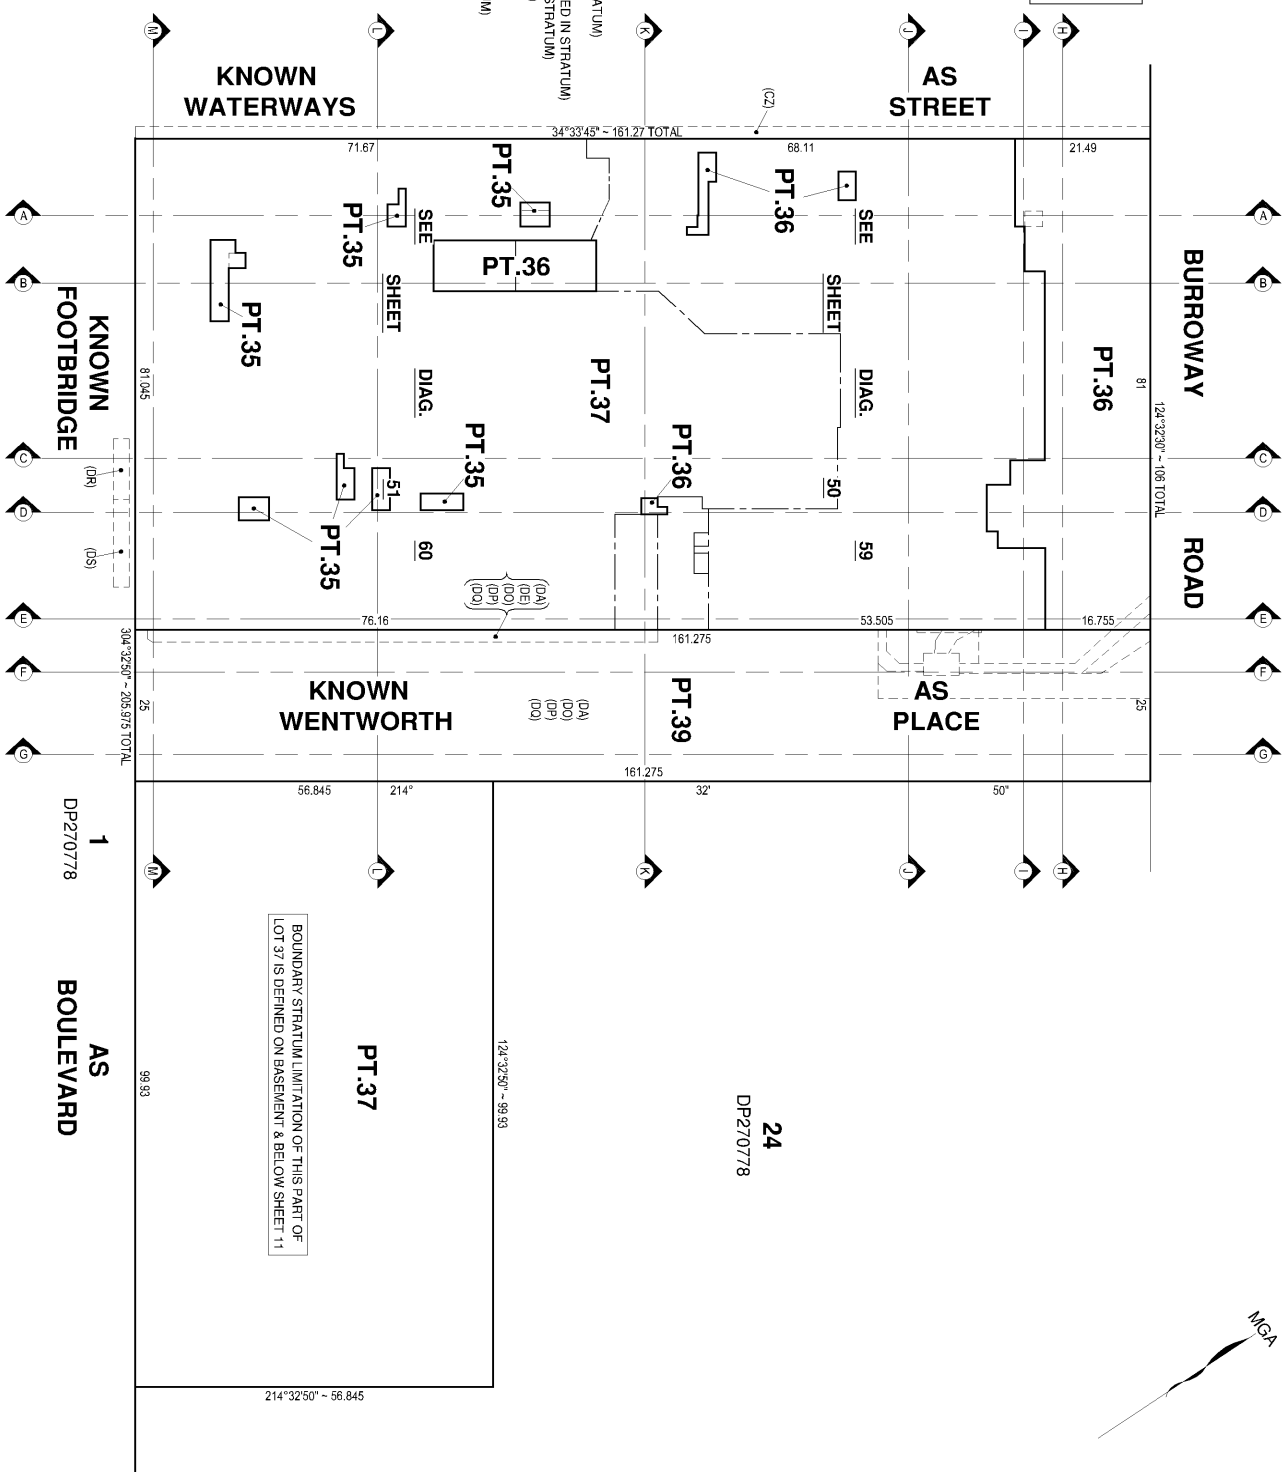 ATUM)
ED IN STRATUM)
STRATUM)
M)
M
L
K
J
I
H
KNOWN
WATERWAYS
AS
STREET
(CZ)
34°33'45" ~ 161.27 TOTAL
71.67
68.11
21.49
A
A
PT.35
PT.36
PT.35
SEE
SEE
B
B
PT.36
SHEET
SHEET
BURROWAY
PT.35
KNOWN
FOOTBRIDGE
81.045
DIAG.
DIAG.
PT.37
PT.36
81
124°32'30" ~ 106 TOTAL
C
C
(DR)
PT.35
PT.36
51
50
D
D
(DS)
PT.35
60
59
ROAD
(DA)
(DE)
(DO)
(DP)
(DQ)
E
E
76.16
161.275
53.505
16.755
304°32'50" ~ 205.975 TOTAL
F
F
25
KNOWN
WENTWORTH
(DA)
(DO)
(DP)
(DQ)
PT.39
AS
PLACE
25
G
G
161.275
56.845
214°
32'
50"
1
DP270778
M
L
K
J
I
H
BOUNDARY STRATUM LIMITATION OF THIS PART OF
LOT 37 IS DEFINED ON BASEMENT & BELOW SHEET 11
PT.37
AS
BOULEVARD
99.93
124°32'50" ~ 99.93
24
DP270778
214°32'50" ~ 56.845
MGA